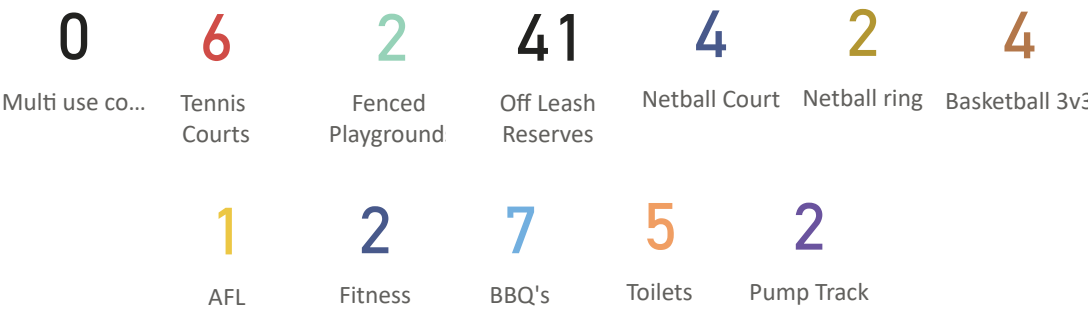 0 6 2 41 4 2 4
Multi use co... Tennis Courts Fenced Playground Off Leash Reserves Netball Court Netball ring Basketball 3v3
1 2 7 5 2
AFL Fitness BBQ's Toilets Pump Track